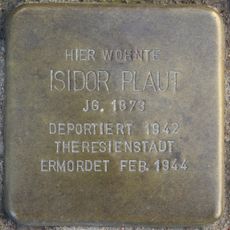 HIER WOHNTE
ISIDOR PLAUT
JG. 1873
DEPORTIERT 1942
THERESIENSTADT
ERMORDET FEB. 1944